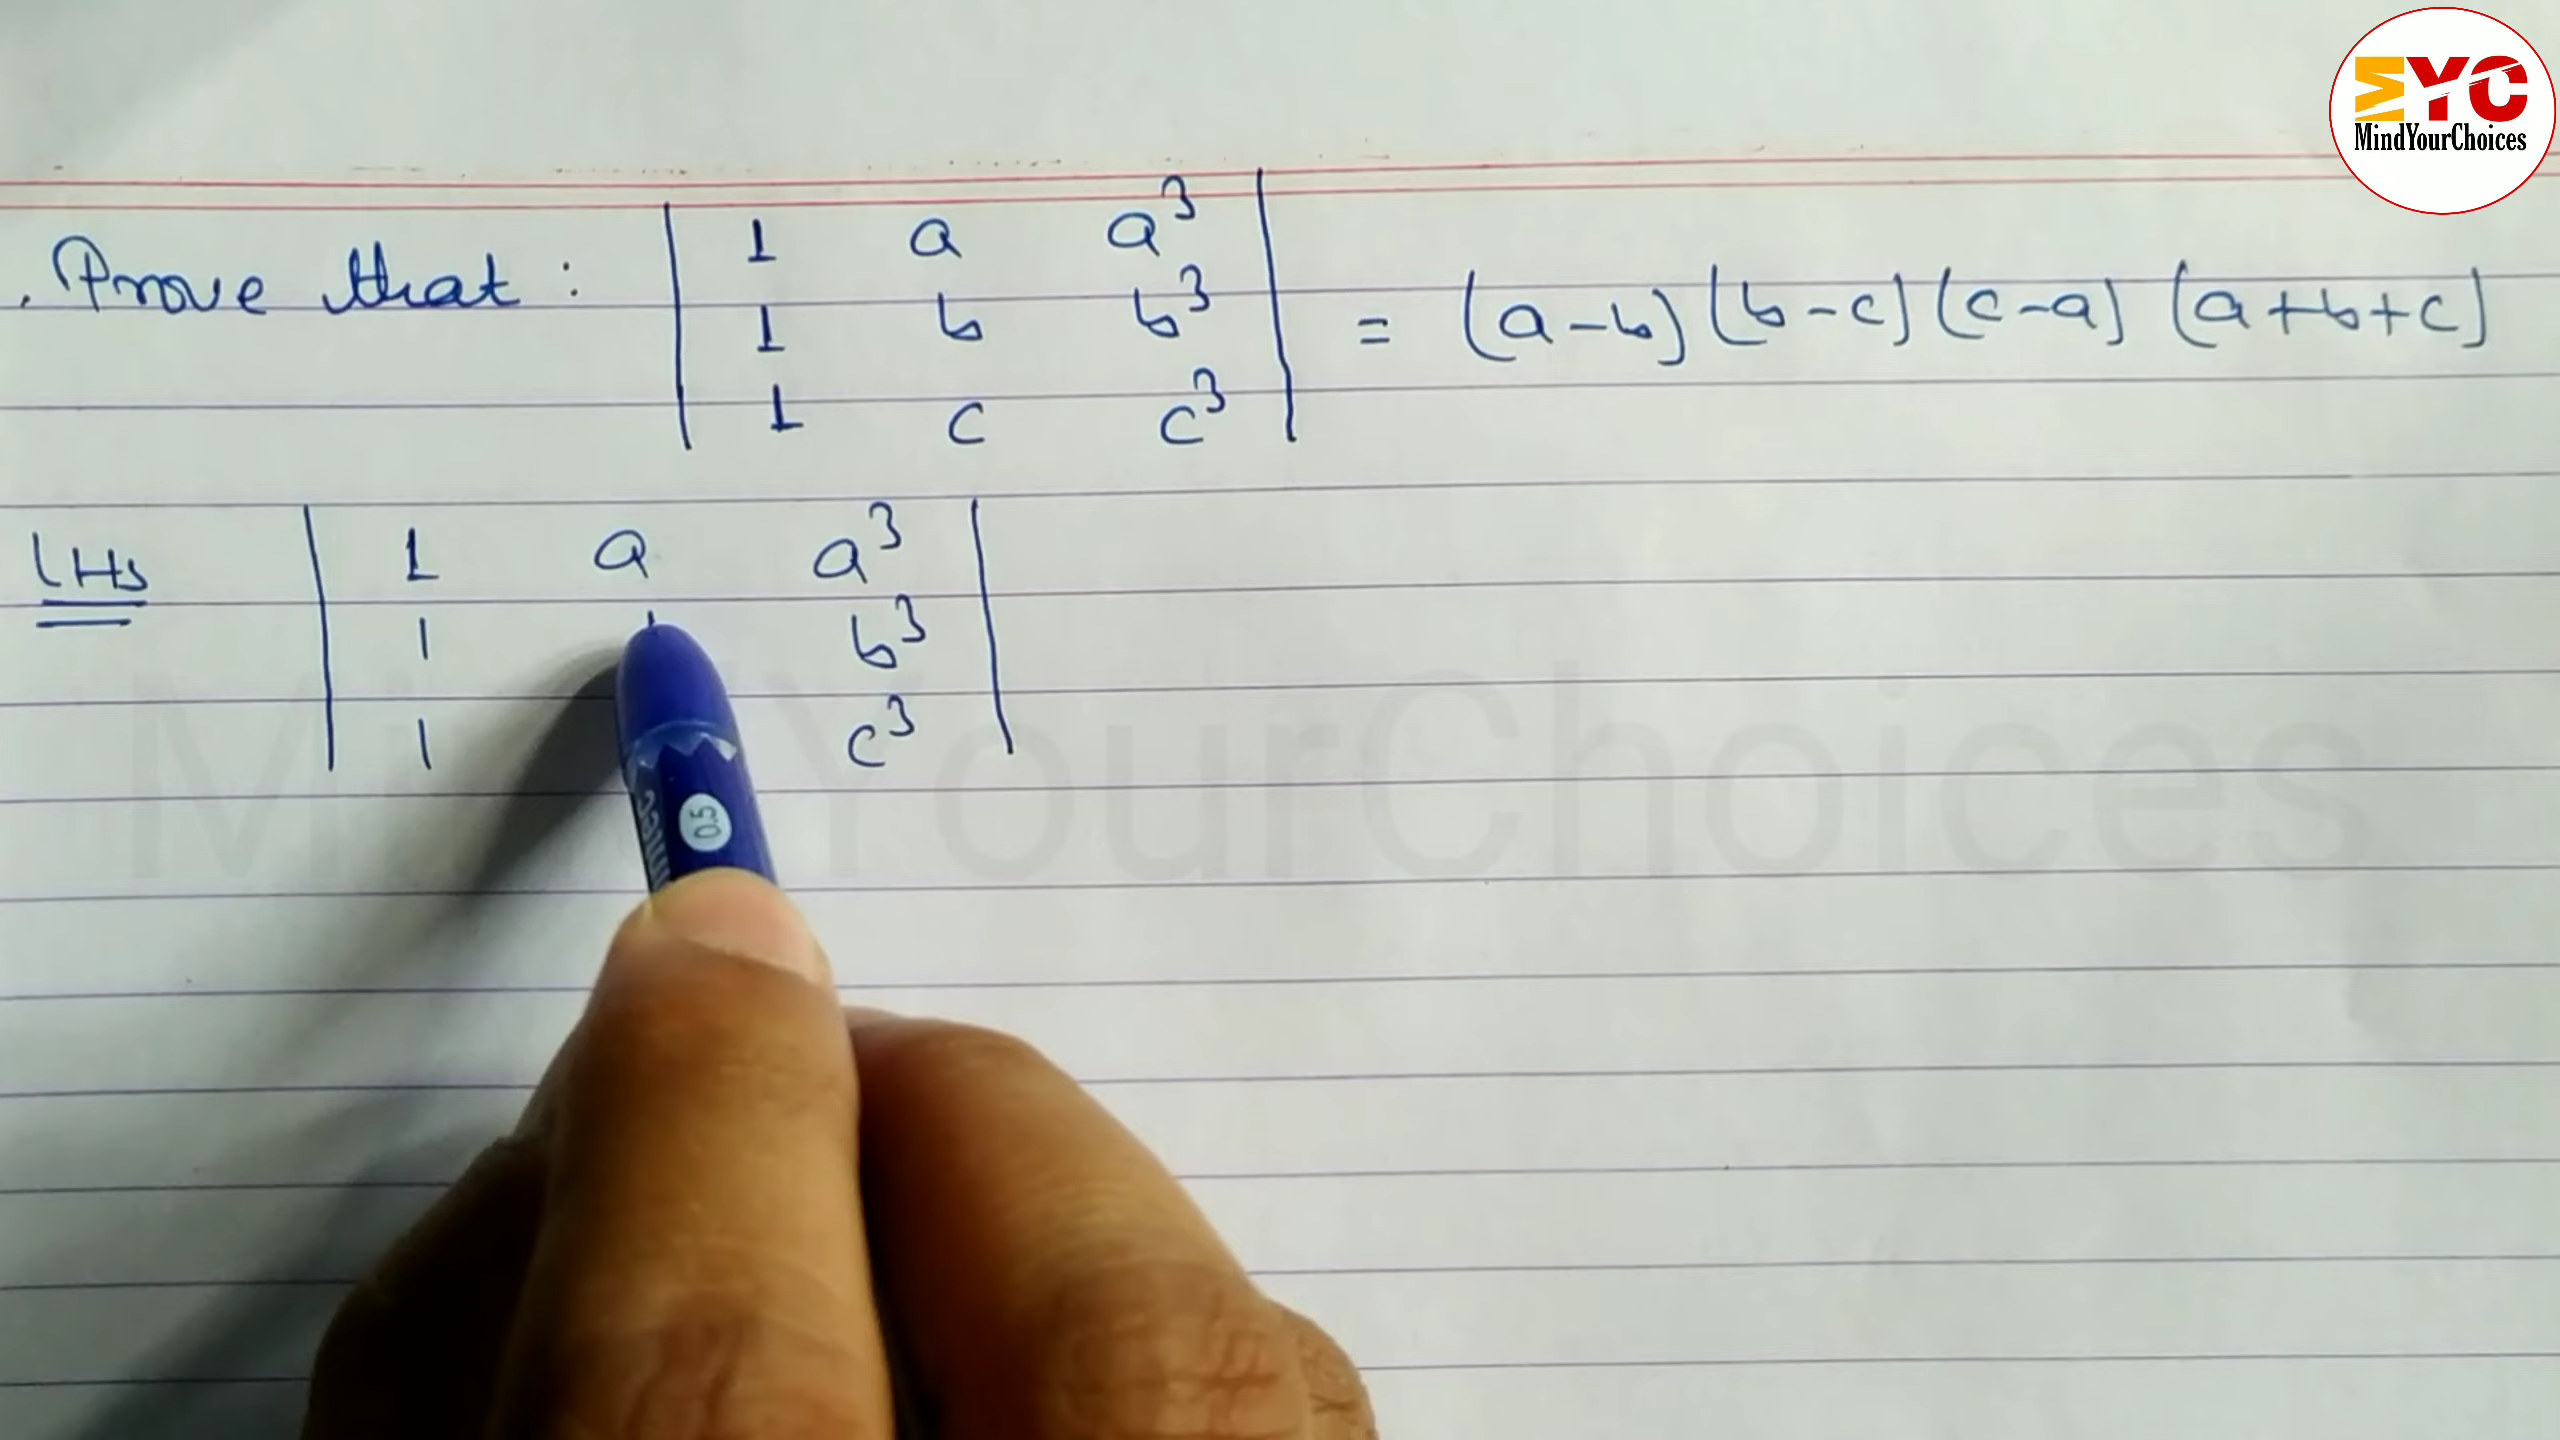 MYC
MindYourChoices
. Prove that : | 1 a a³ |
| 1 b b³ | = (a-b) (b-c) (c-a) (a+b+c)
| 1 c c³ |
LHS | 1 a a³ |
| 1 b³ |
| 1 c³ |
MindYourChoices
0.5